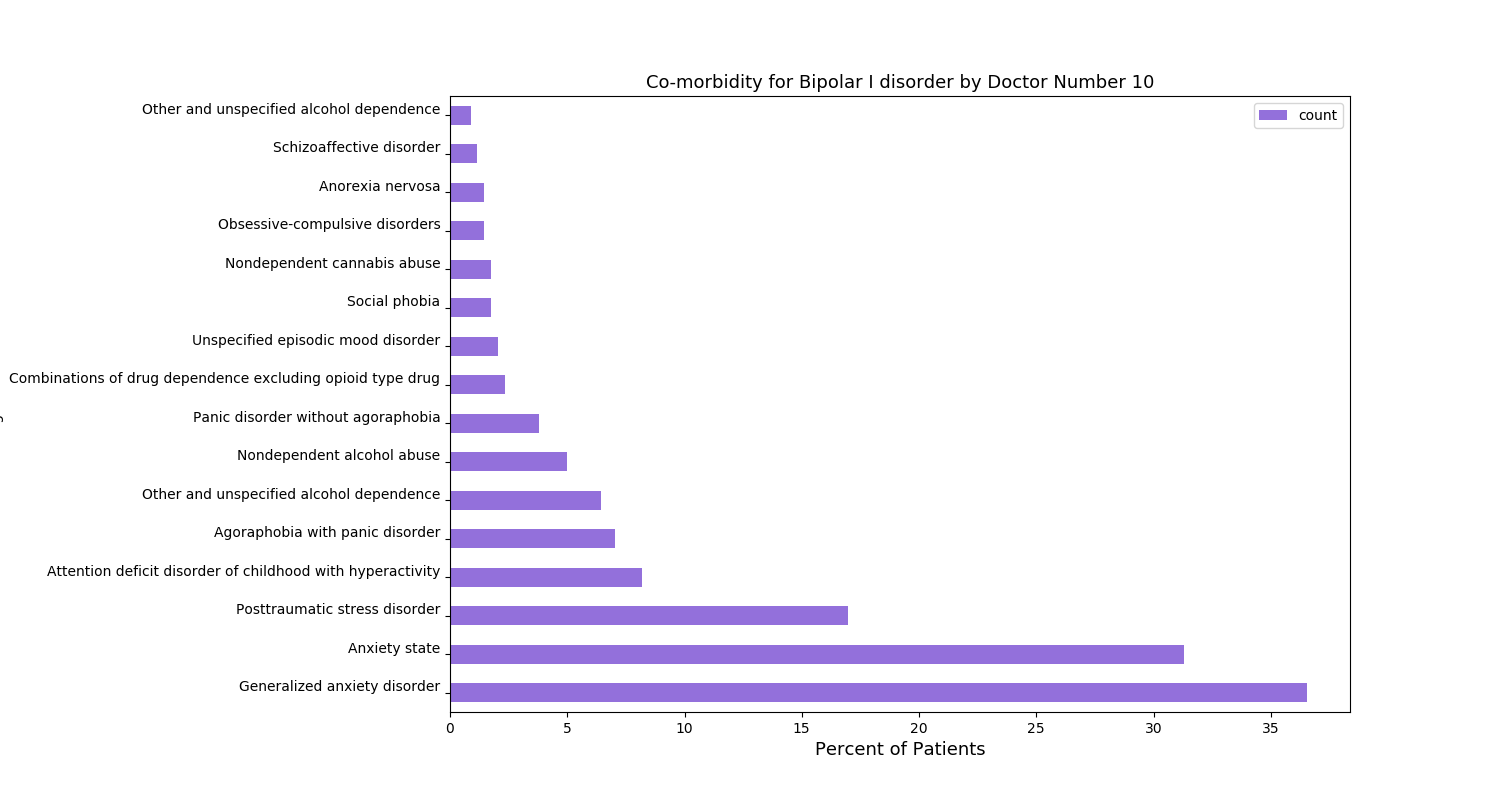 Co-morbidity for Bipolar I disorder by Doctor Number 10
count
Other and unspecified alcohol dependence
Schizoaffective disorder
Anorexia nervosa
Obsessive-compulsive disorders
Nondependent cannabis abuse
Social phobia
Unspecified episodic mood disorder
Combinations of drug dependence excluding opioid type drug
Panic disorder without agoraphobia
Nondependent alcohol abuse
Other and unspecified alcohol dependence
Agoraphobia with panic disorder
Attention deficit disorder of childhood with hyperactivity
Posttraumatic stress disorder
Anxiety state
Generalized anxiety disorder
0 5 10 15 20 25 30 35
Percent of Patients